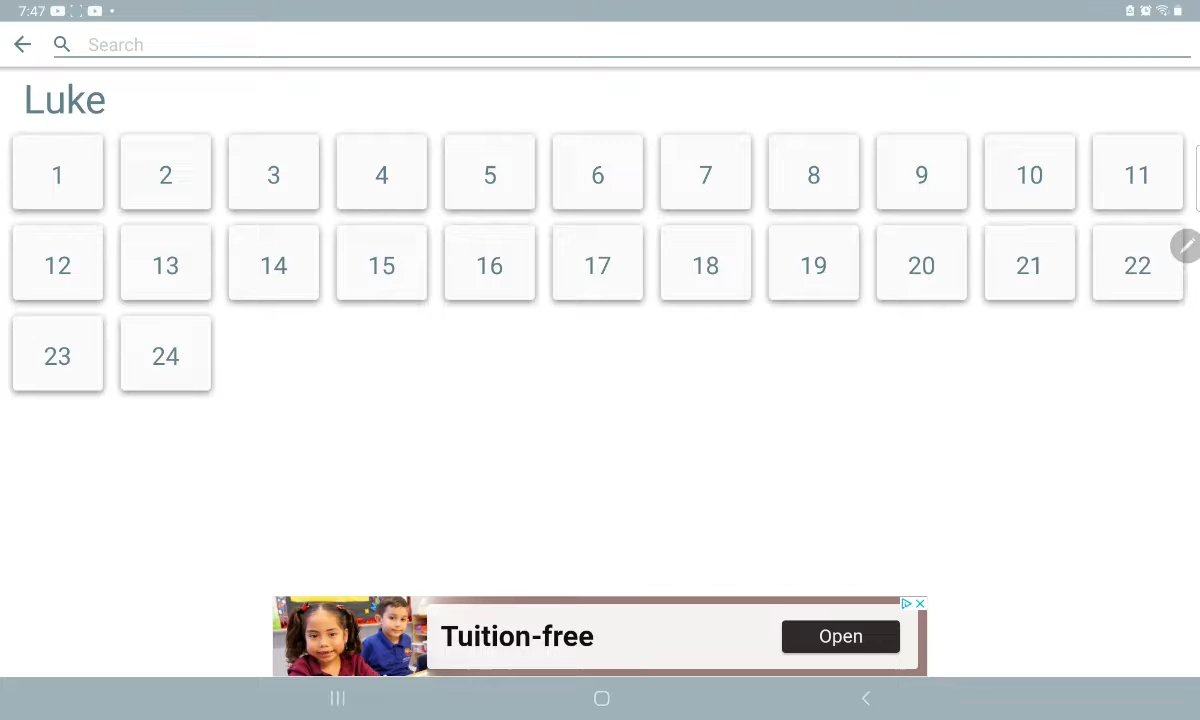 7:47
Search
Luke
1 2 3 4 5 6 7 8 9 10 11
12 13 14 15 16 17 18 19 20 21 22
23 24
Tuition-free
Open